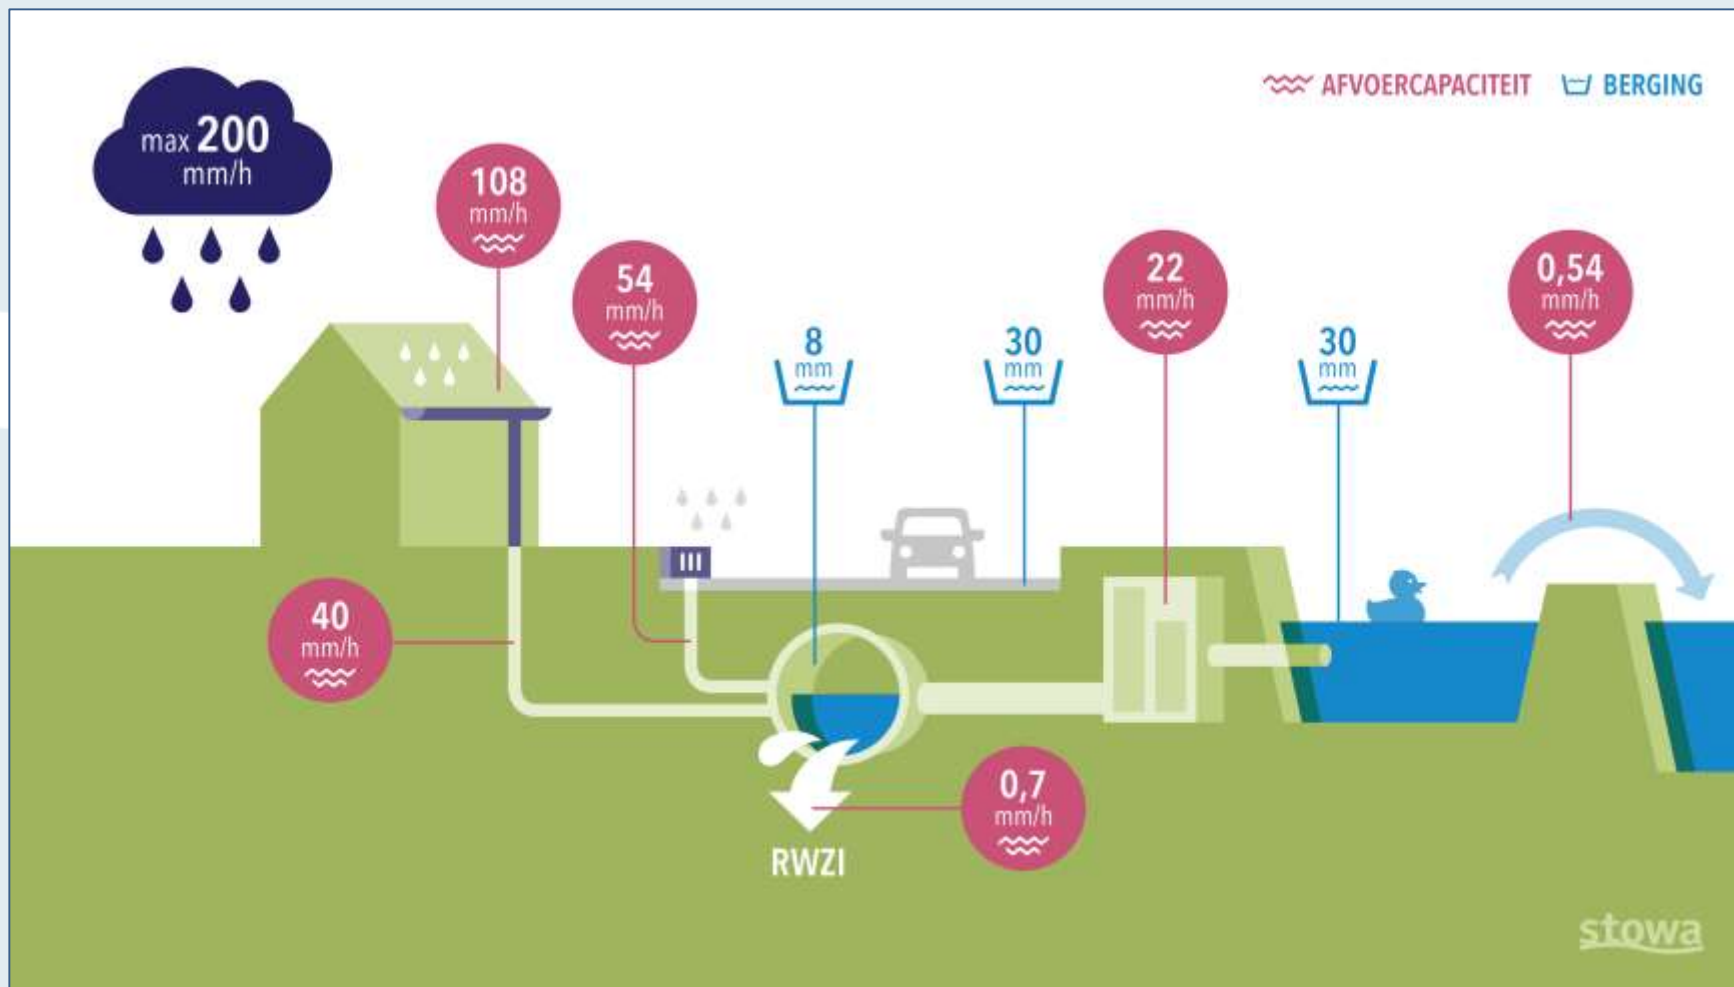 AFVOERCAPACITEIT BERGING
max 200
mm/h
108
mm/h
54
mm/h
8
mm
30
mm
22
mm/h
30
mm
0,54
mm/h
40
mm/h
0,7
mm/h
RWZI
stowa